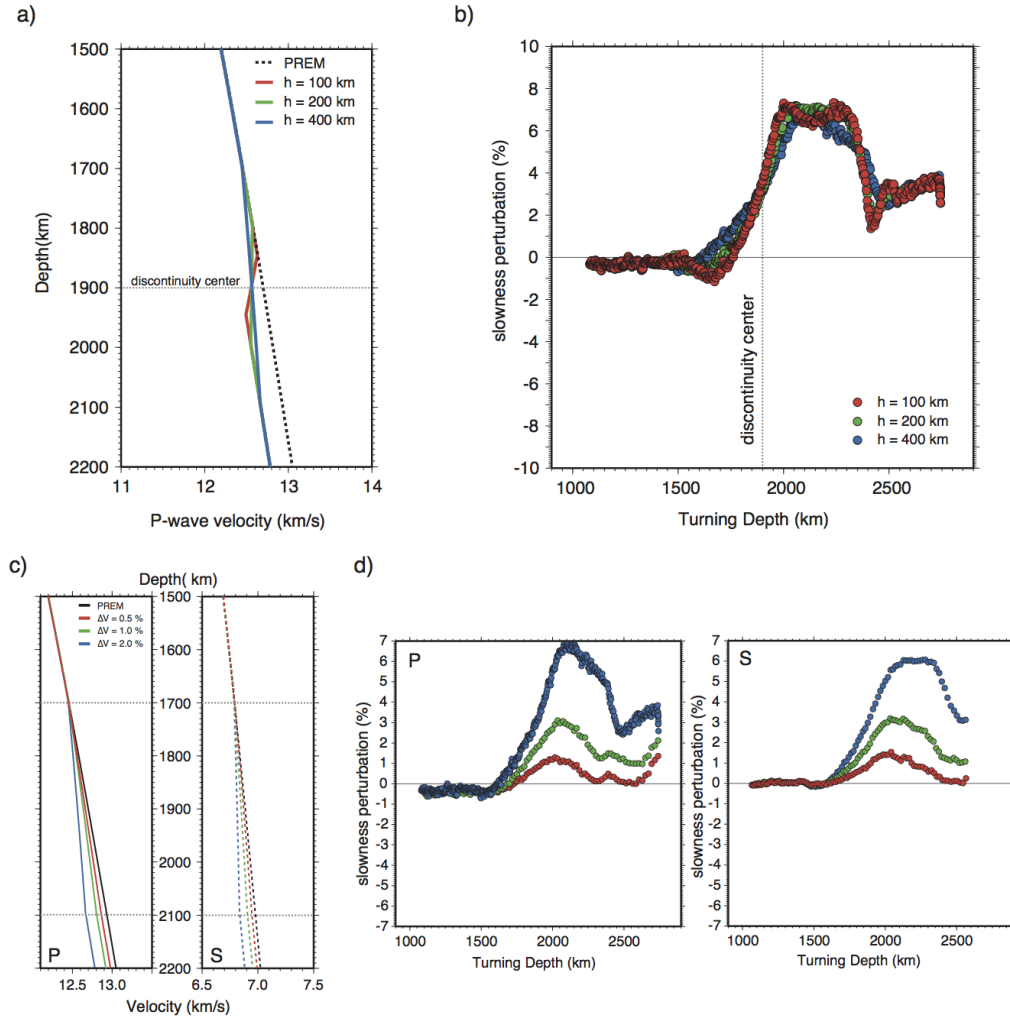 a)
1500
1600
1700
1800
1900
2000
2100
2200
Depth(km)
PREM
h = 100 km
h = 200 km
h = 400 km
discontinuity center
11 12 13 14
P-wave velocity (km/s)
b)
10
8
6
4
2
0
-2
-4
-6
-8
-10
slowness perturbation (%)
discontinuity center
h = 100 km
h = 200 km
h = 400 km
1000 1500 2000 2500
Turning Depth (km)
c)
Depth( km)
PREM
ΔV = 0.5 %
ΔV = 1.0 %
ΔV = 2.0 %
1500
1600
1700
1800
1900
2000
2100
2200
P
S
12.5 13.0
6.5 7.0 7.5
Velocity (km/s)
d)
P
7
6
5
4
3
2
1
0
-1
-2
-3
-4
-5
-6
-7
slowness perturbation (%)
1000 1500 2000 2500
Turning Depth (km)
S
7
6
5
4
3
2
1
0
-1
-2
-3
-4
-5
-6
-7
slowness perturbation (%)
1000 1500 2000 2500
Turning Depth (km)